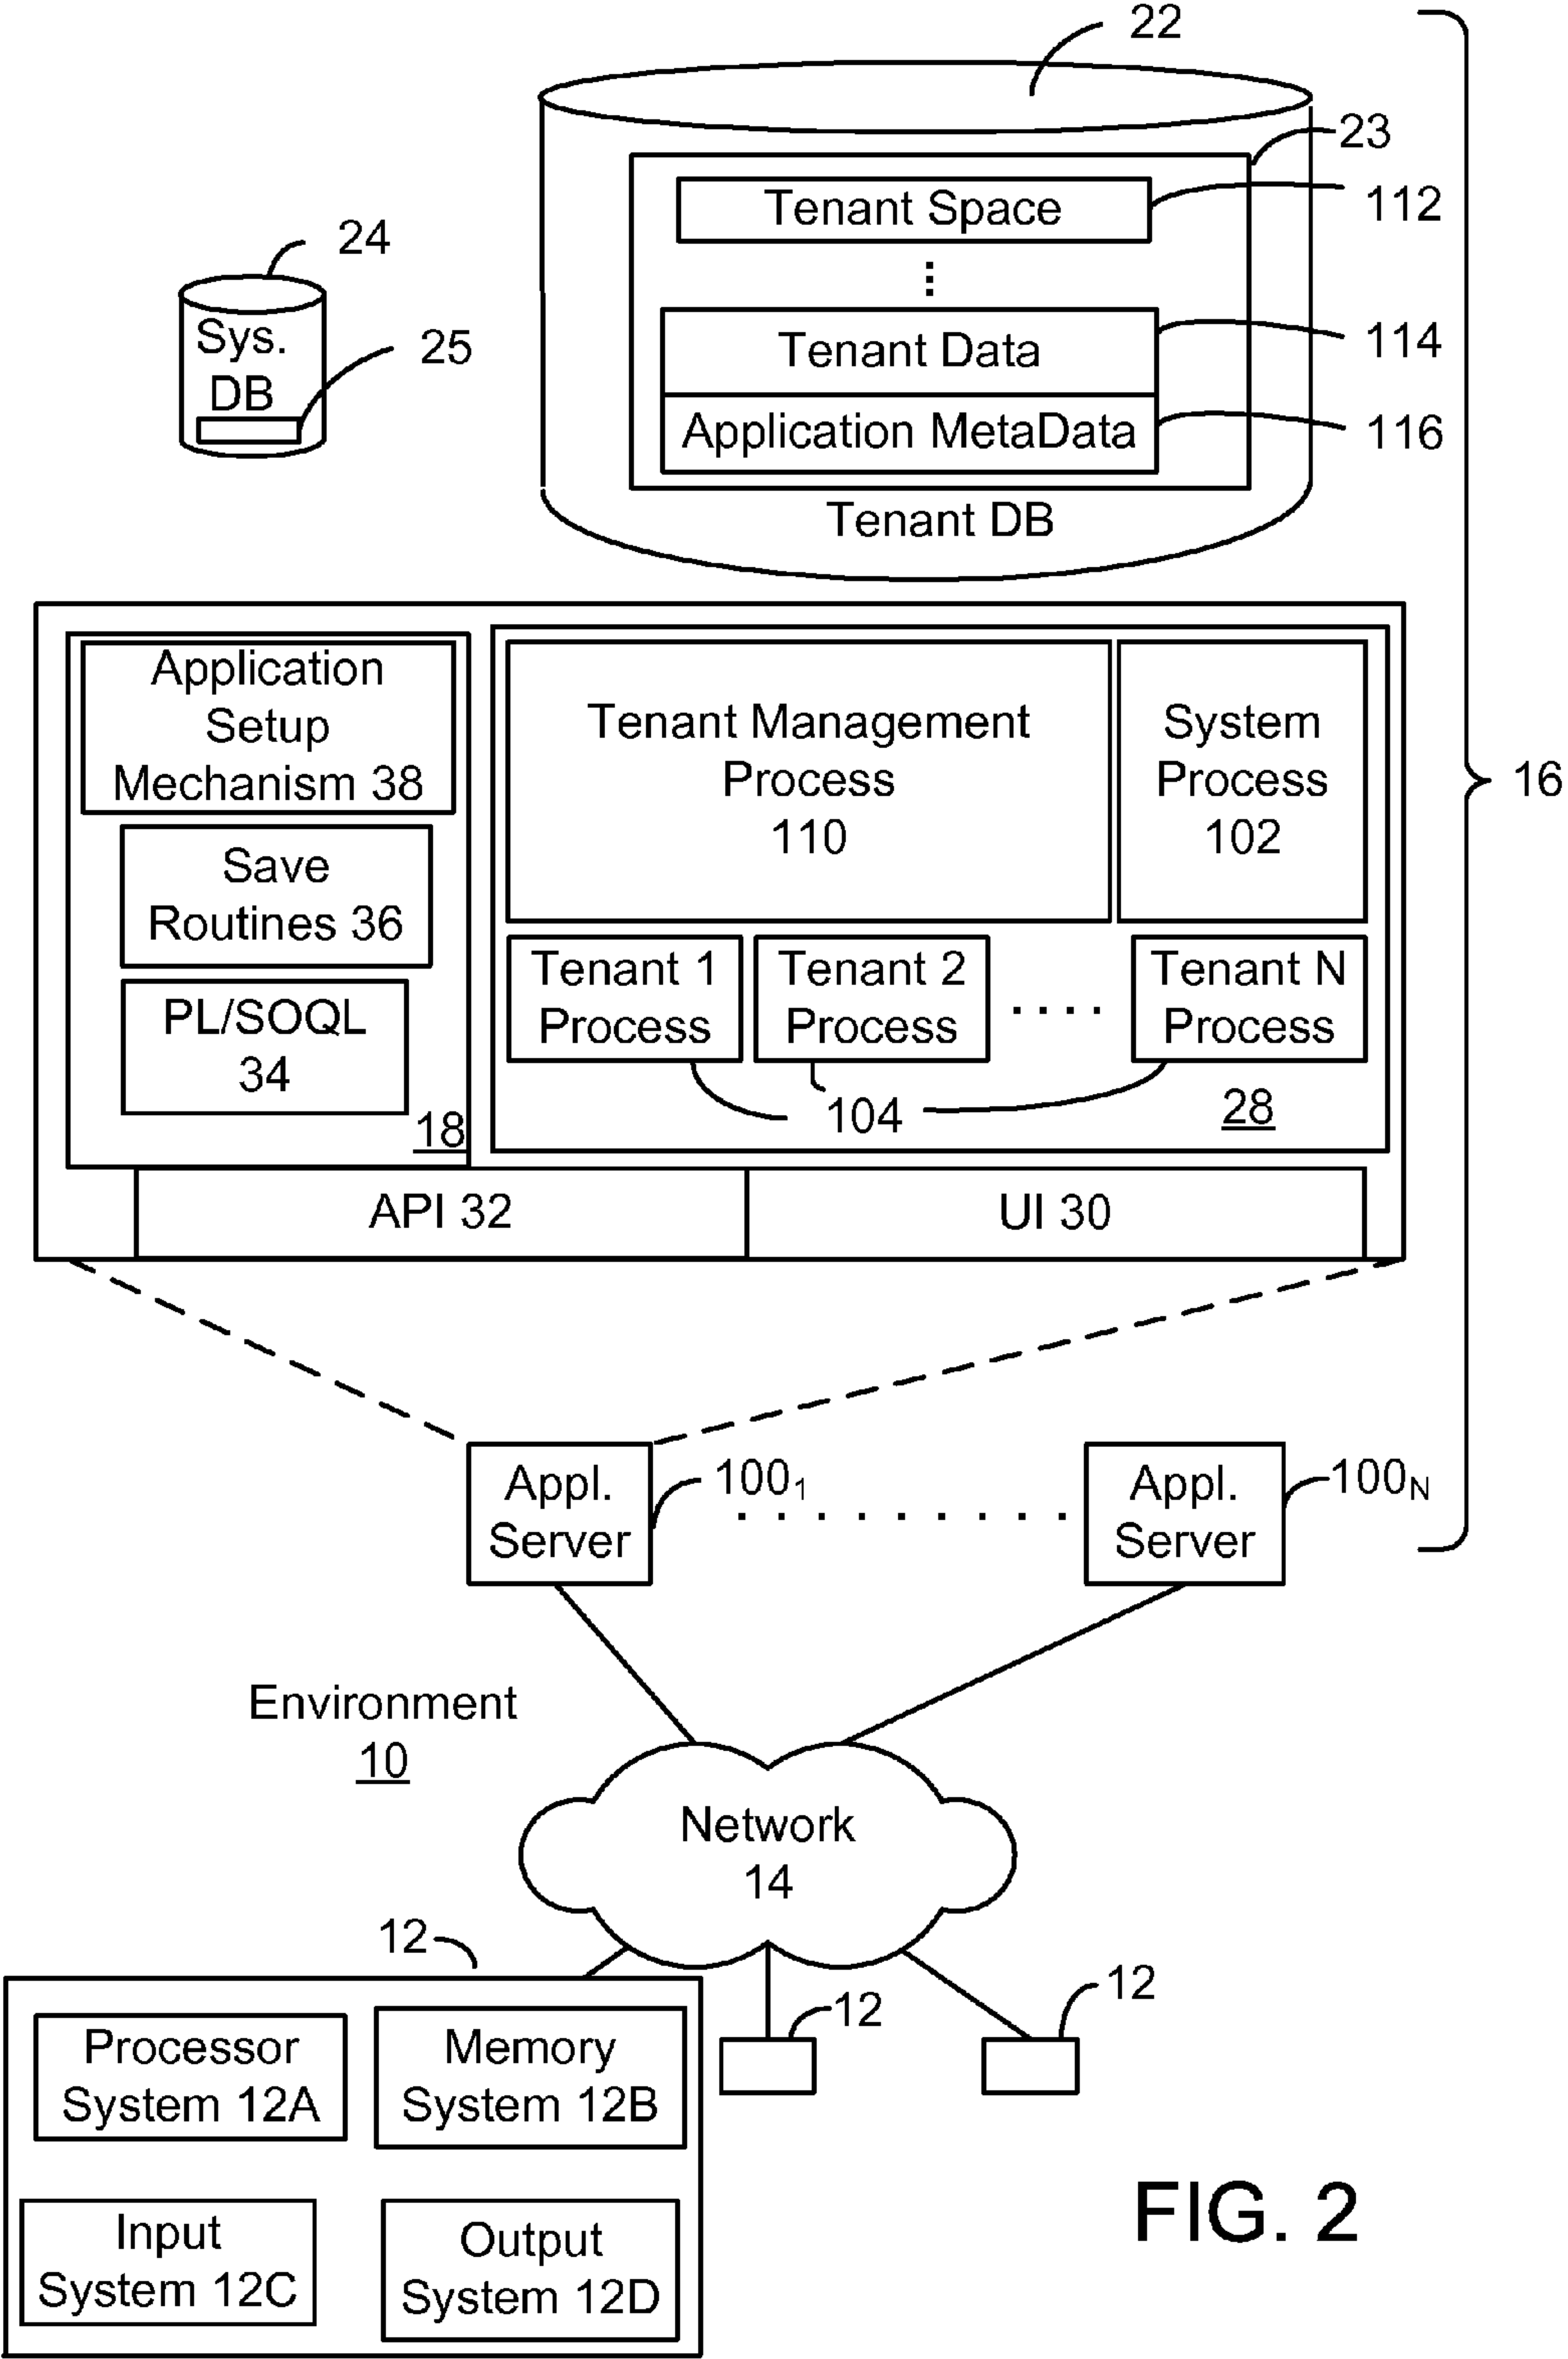 22
23
Tenant Space
112
24
Sys.
DB
25
Tenant Data
114
Application MetaData
116
Tenant DB
Application
Setup
Mechanism 38
Save
Routines 36
PL/SOQL
34
18
Tenant Management
Process
110
System
Process
102
16
Tenant 1
Process
Tenant 2
Process
Tenant N
Process
104
28
API 32
UI 30
Appl.
Server
100₁
Appl.
Server
100N
Environment
10
Network
14
12
12
12
Processor
System 12A
Memory
System 12B
Input
System 12C
Output
System 12D
FIG. 2